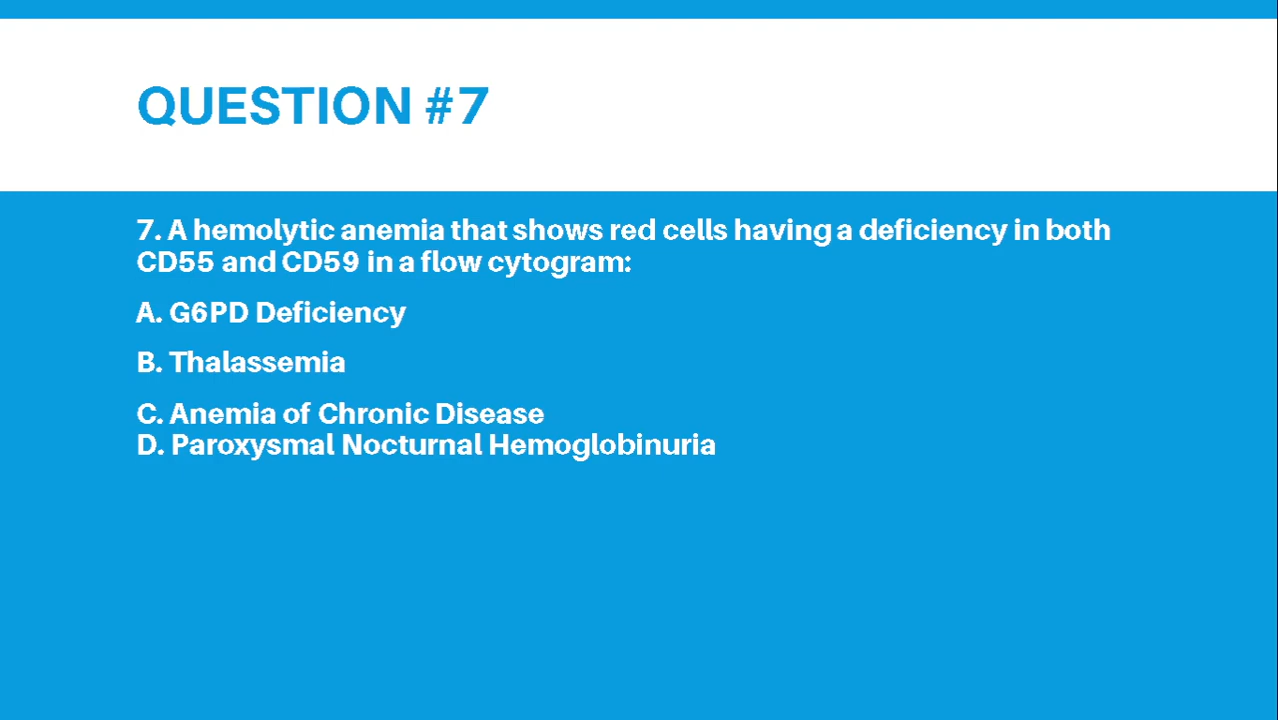 QUESTION #7
7. A hemolytic anemia that shows red cells having a deficiency in both
CD55 and CD59 in a flow cytogram:
A. G6PD Deficiency
B. Thalassemia
C. Anemia of Chronic Disease
D. Paroxysmal Nocturnal Hemoglobinuria